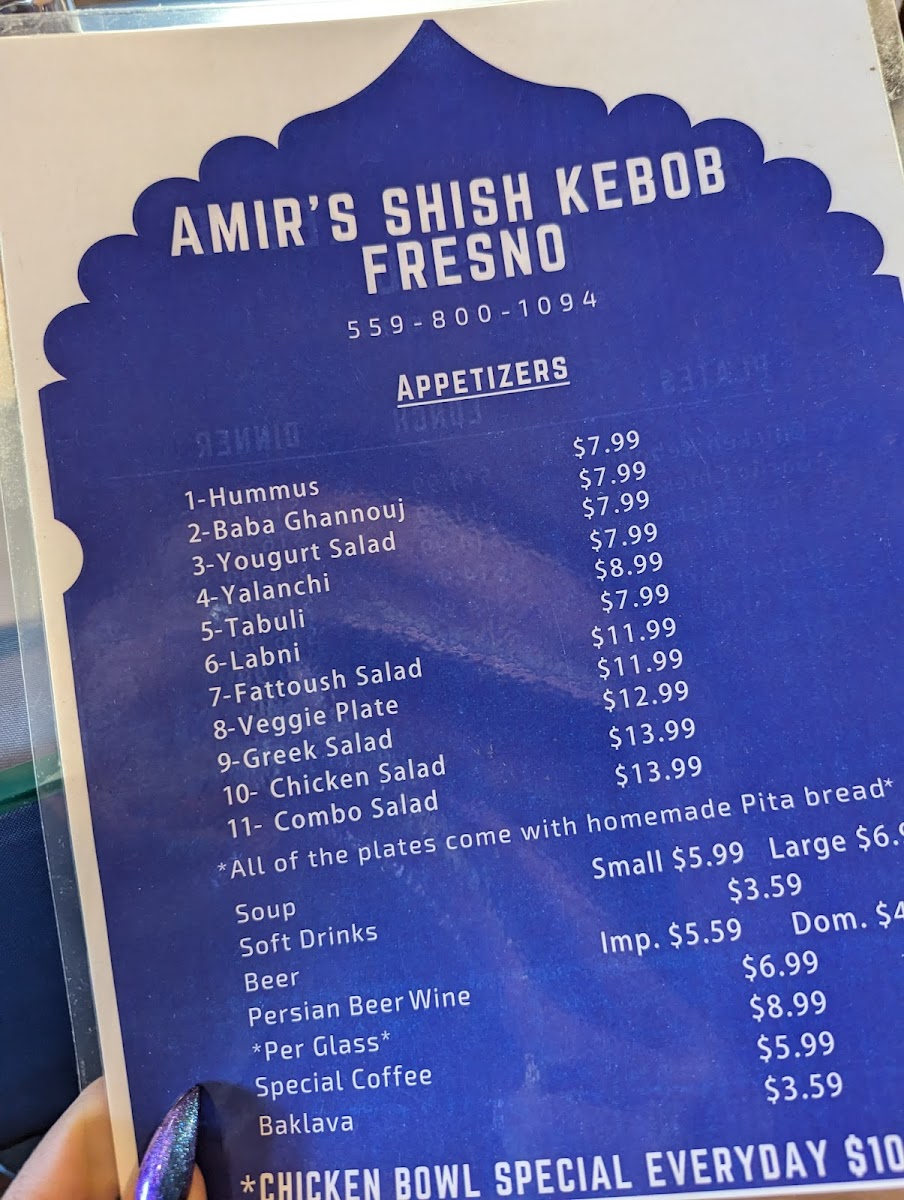 AMIR'S SHISH KEBOB
FRESNO
559-800-1094
APPETIZERS
1-Hummus $7.99
2-Baba Ghannouj $7.99
3-Yougurt Salad $7.99
4-Yalanchi $7.99
5-Tabuli $8.99
6-Labni $7.99
7-Fattoush Salad $11.99
8-Veggie Plate $11.99
9-Greek Salad $12.99
10- Chicken Salad $13.99
11- Combo Salad $13.99
*All of the plates come with homemade Pita bread*
Soup Small $5.99 Large $6.9
Soft Drinks $3.59
Beer Imp. $5.59 Dom. $4
Persian Beer Wine $6.99
*Per Glass* $8.99
Special Coffee $5.99
Baklava $3.59
*CHICKEN BOWL SPECIAL EVERYDAY $10